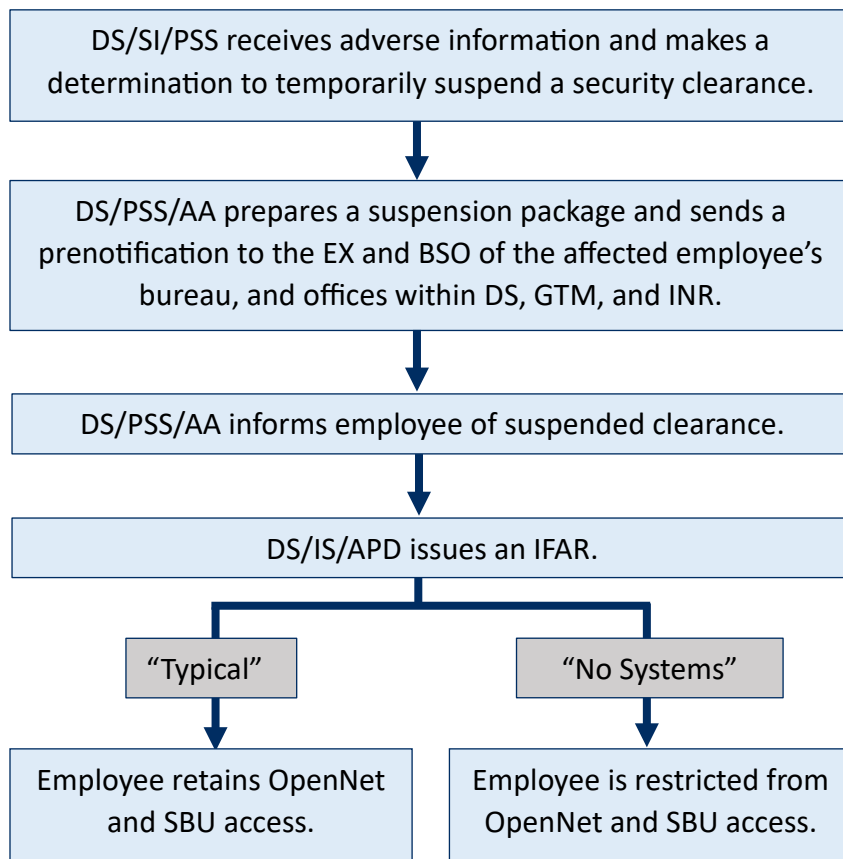 DS/SI/PSS receives adverse information and makes a
determination to temporarily suspend a security clearance.
DS/PSS/AA prepares a suspension package and sends a
prenotification to the EX and BSO of the affected employee’s
bureau, and offices within DS, GTM, and INR.
DS/PSS/AA informs employee of suspended clearance.
DS/IS/APD issues an IFAR.
“Typical”
“No Systems”
Employee retains OpenNet
and SBU access.
Employee is restricted from
OpenNet and SBU access.